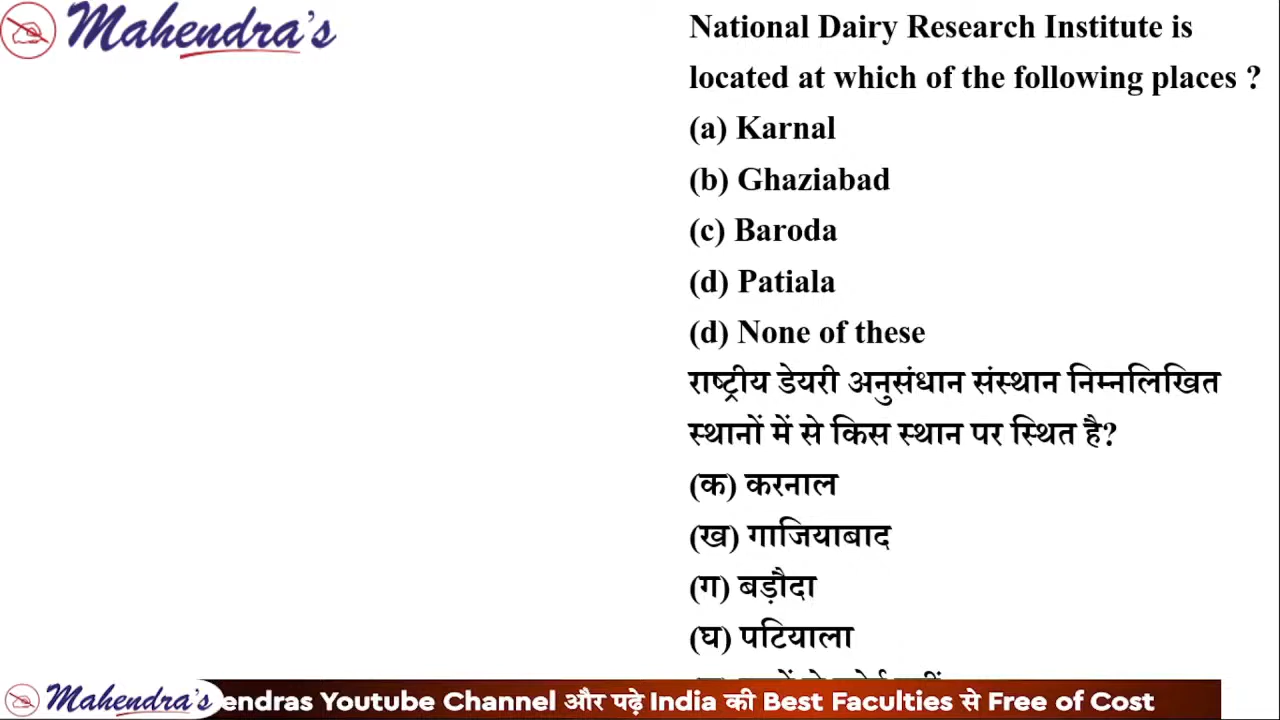 Mahendra's
National Dairy Research Institute is
located at which of the following places ?
(a) Karnal
(b) Ghaziabad
(c) Baroda
(d) Patiala
(d) None of these
राष्ट्रीय डेयरी अनुसंधान संस्थान निम्नलिखित
स्थानों में से किस स्थान पर स्थित है?
(क) करनाल
(ख) गाजियाबाद
(ग) बड़ौदा
(घ) पटियाला
Mahendra's endras Youtube Channel और पढ़े India की Best Faculties से Free of Cost